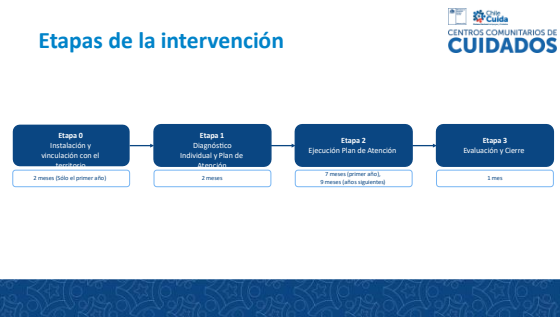 Etapas de la intervención
Chile
Cuida
CENTROS COMUNITARIOS DE
CUIDADOS
Etapa 0
Instalación y
vinculación con el
territorio
2 meses (Sólo el primer año)
Etapa 1
Diagnóstico
Individual y Plan de
Atención
2 meses
Etapa 2
Ejecución Plan de Atención
7 meses (primer año),
9 meses (años siguientes)
Etapa 3
Evaluación y Cierre
1 mes